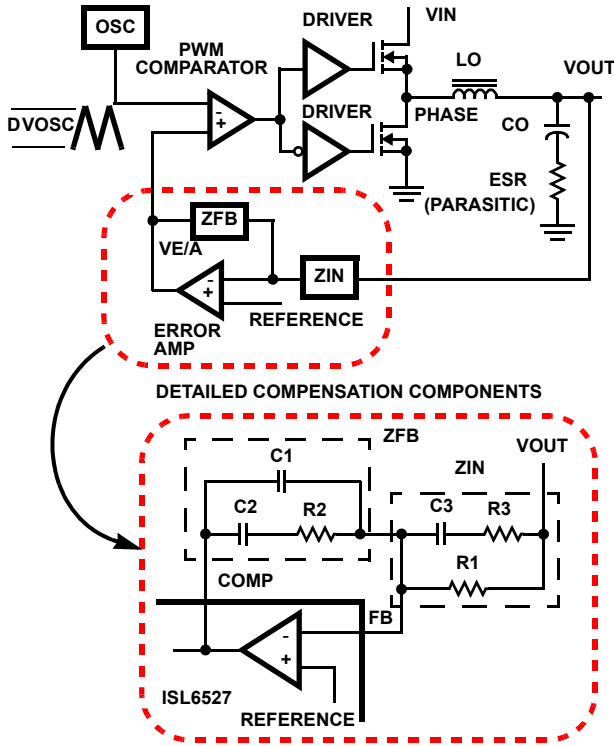 OSC
PWM
COMPARATOR
DRIVER
VIN
LO
VOUT
DVOSC
-
+
DRIVER
PHASE
CO
ESR
(PARASITIC)
ZFB
VE/A
ZIN
-
+
REFERENCE
ERROR
AMP
DETAILED COMPENSATION COMPONENTS
ZFB
VOUT
C1
ZIN
C2
R2
C3
R3
R1
COMP
FB
-
+
ISL6527
REFERENCE